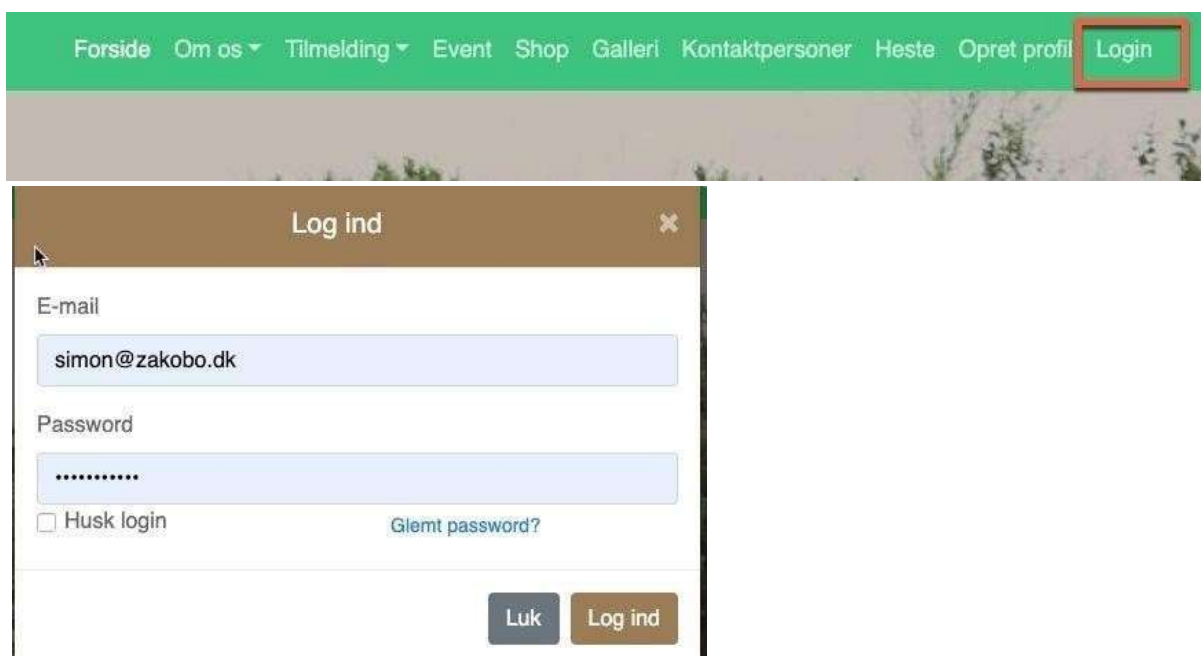 Forside Om os Tilmelding Event Shop Galleri Kontaktpersoner Heste Opret profil Login
Log ind
E-mail
simon@zakobo.dk
Password
•••••••••••
Husk login Glemt password?
Luk Log ind